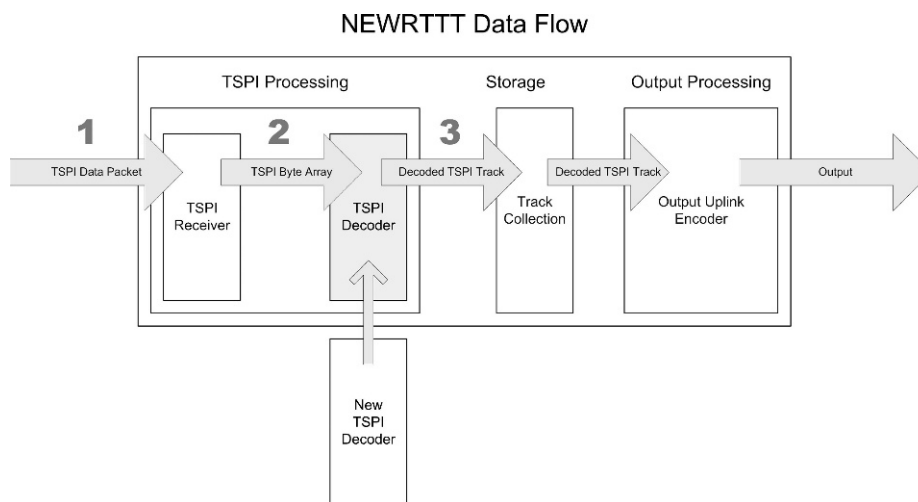 NEWRTTT Data Flow
TSPI Processing
Storage
Output Processing
1
2
3
TSPI Data Packet
TSPI Byte Array
Decoded TSPI Track
Decoded TSPI Track
Output
TSPI
Receiver
TSPI
Decoder
Track
Collection
Output Uplink
Encoder
New
TSPI
Decoder